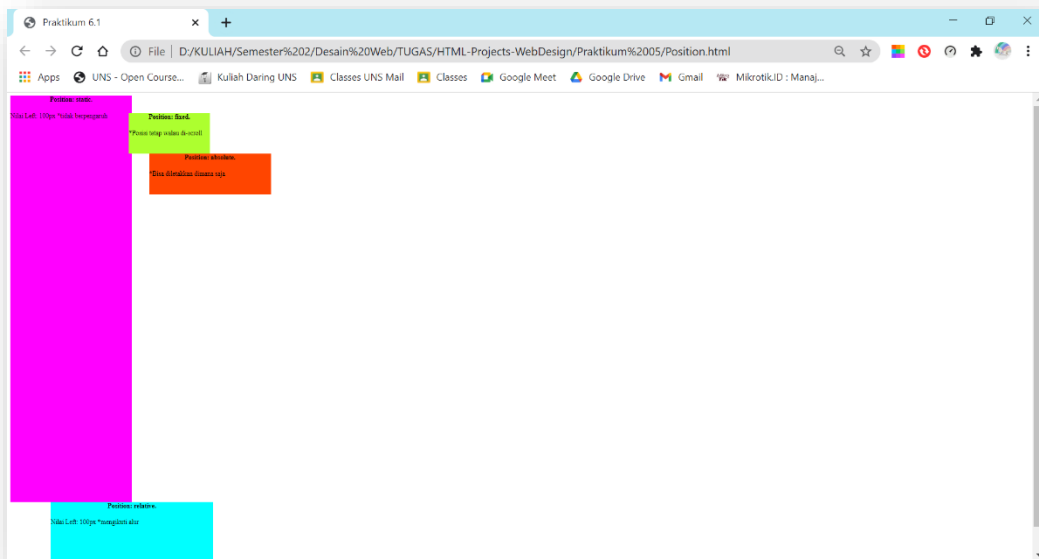 Praktikum 6.1
File | D:/KULIAH/Semester%202/Desain%20Web/TUGAS/HTML-Projects-WebDesign/Praktikum%2005/Position.html
Apps UNS - Open Course... Kuliah Daring UNS Classes UNS Mail Classes Google Meet Google Drive Gmail Mikrotik.ID : Manaj...
Position: static.
Nilai Left: 100px *tidak berpengaruh
Position: fixed.
*Posisi tetap walau di-scroll
Position: absolute.
*Bisa diletakkan dimana saja
Position: relative.
Nilai Left: 100px *mengikuti alur